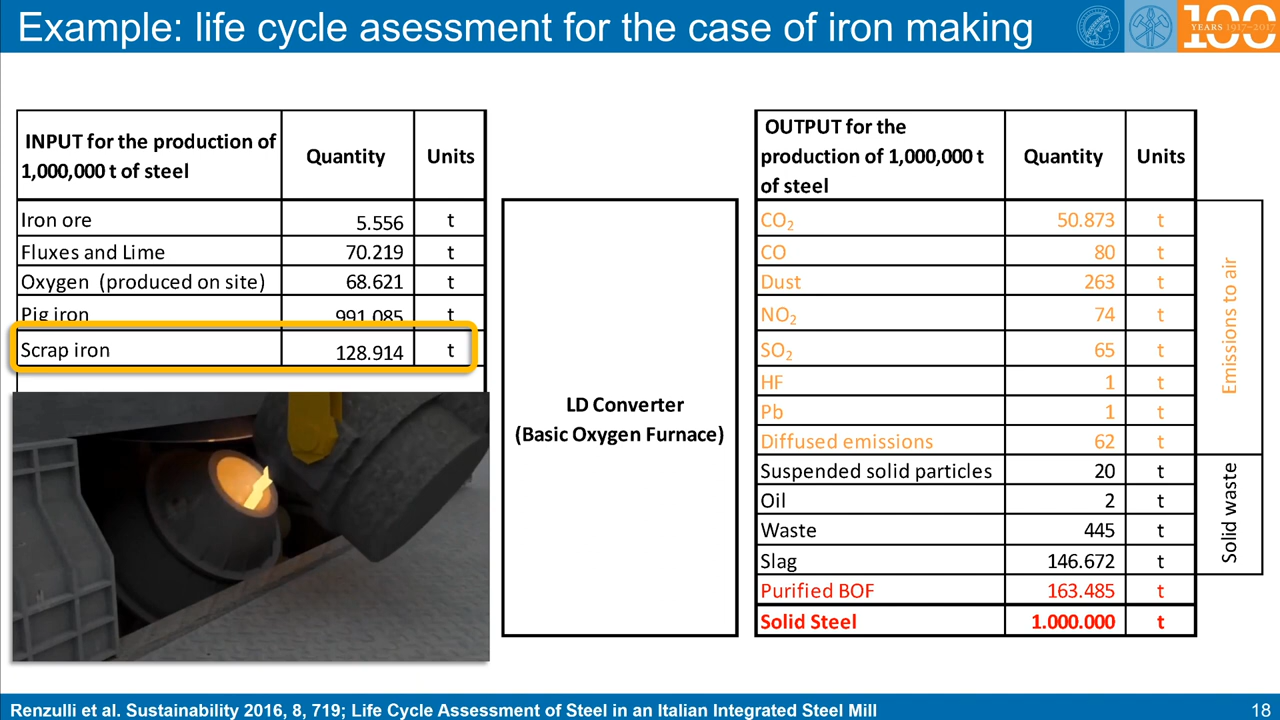 Example: life cycle asessment for the case of iron making
100
YEARS 1917–2017
INPUT for the production of 1,000,000 t of steel Quantity Units
Iron ore 5.556 t
Fluxes and Lime 70.219 t
Oxygen (produced on site) 68.621 t
Pig iron 991.085 t
Scrap iron 128.914 t
LD Converter
(Basic Oxygen Furnace)
OUTPUT for the production of 1,000,000 t of steel Quantity Units
CO₂ 50.873 t
CO 80 t
Dust 263 t
NO₂ 74 t
SO₂ 65 t
HF 1 t
Pb 1 t
Diffused emissions 62 t
Emissions to air
Suspended solid particles 20 t
Oil 2 t
Waste 445 t
Slag 146.672 t
Solid waste
Purified BOF 163.485 t
Solid Steel 1.000.000 t
Renzulli et al. Sustainability 2016, 8, 719; Life Cycle Assessment of Steel in an Italian Integrated Steel Mill
18